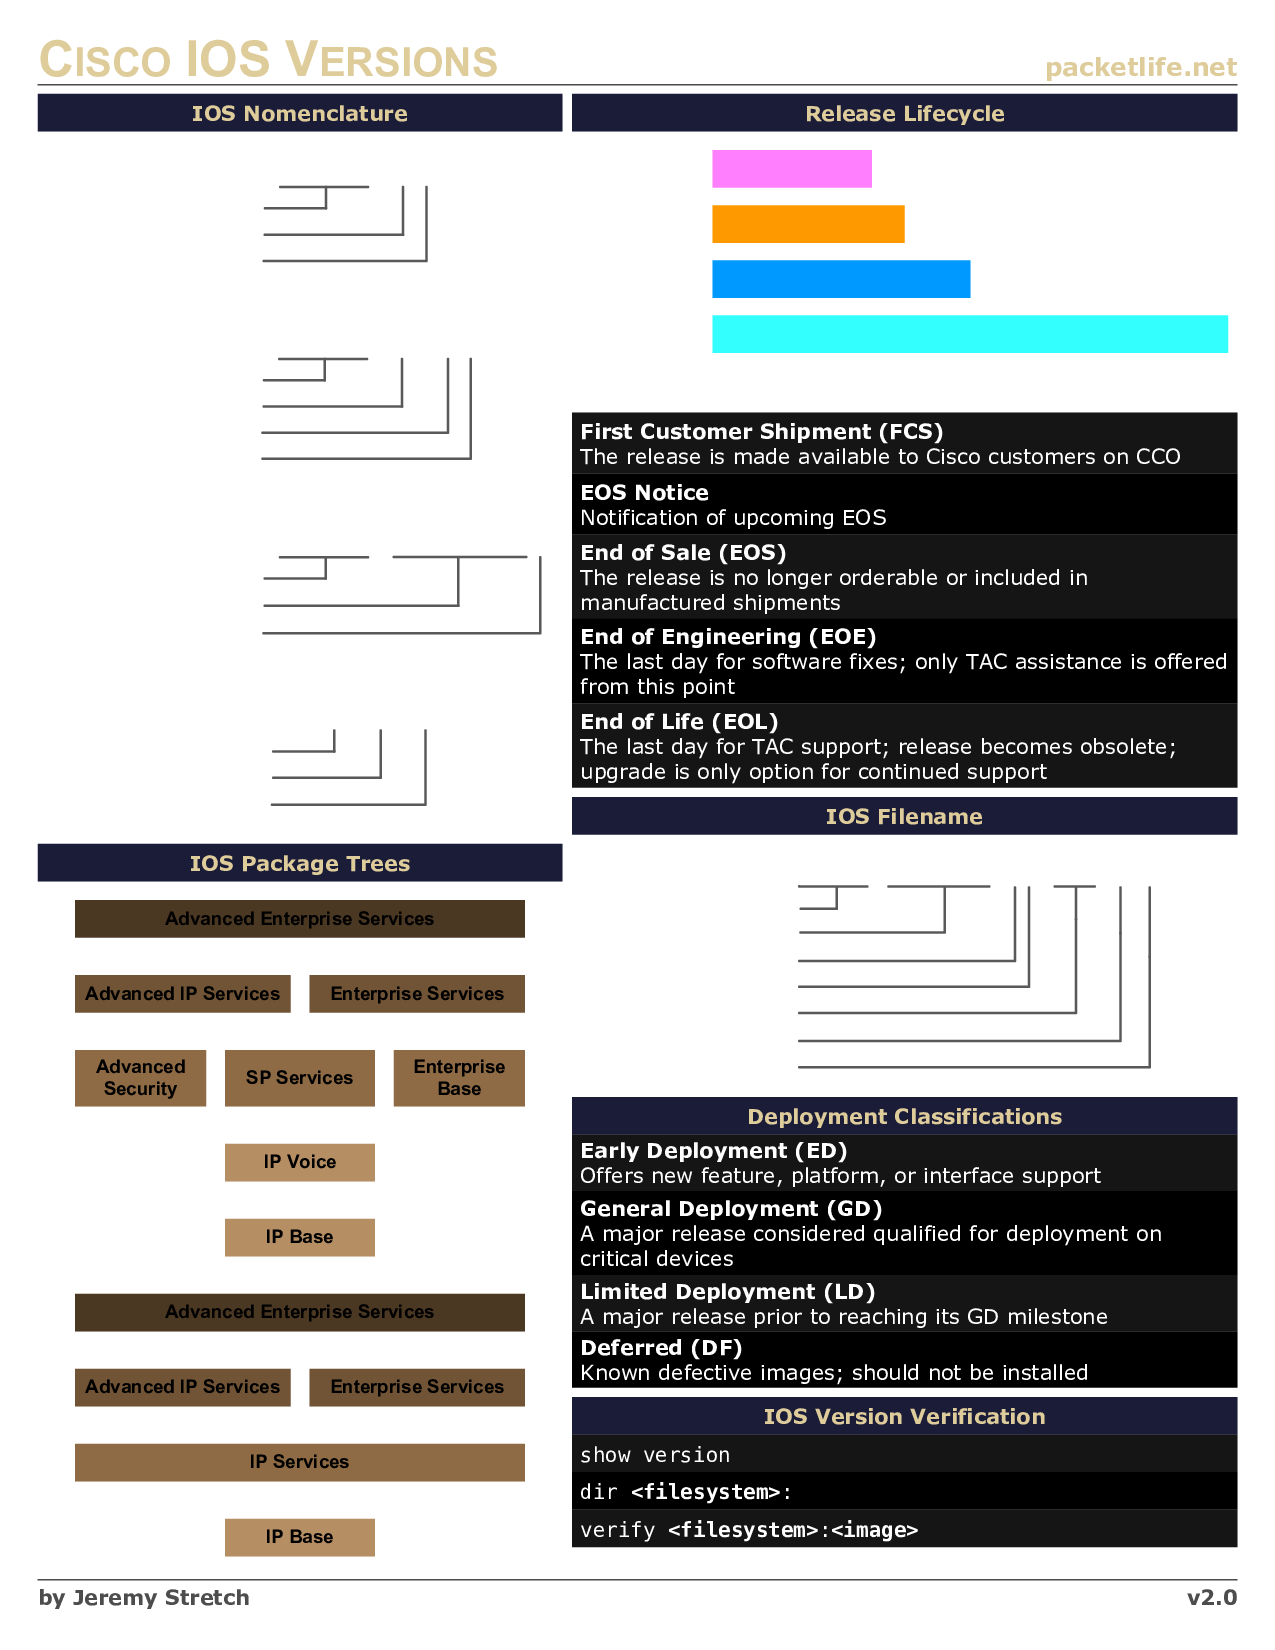 CISCO IOS VERSIONS
packetlife.net
IOS Nomenclature
IOS Package Trees
Advanced Enterprise Services
Advanced IP Services
Enterprise Services
Advanced
Security
SP Services
Enterprise
Base
IP Voice
IP Base
Advanced Enterprise Services
Advanced IP Services
Enterprise Services
IP Services
IP Base
Release Lifecycle
First Customer Shipment (FCS)
The release is made available to Cisco customers on CCO
EOS Notice
Notification of upcoming EOS
End of Sale (EOS)
The release is no longer orderable or included in
manufactured shipments
End of Engineering (EOE)
The last day for software fixes; only TAC assistance is offered
from this point
End of Life (EOL)
The last day for TAC support; release becomes obsolete;
upgrade is only option for continued support
IOS Filename
Deployment Classifications
Early Deployment (ED)
Offers new feature, platform, or interface support
General Deployment (GD)
A major release considered qualified for deployment on
critical devices
Limited Deployment (LD)
A major release prior to reaching its GD milestone
Deferred (DF)
Known defective images; should not be installed
IOS Version Verification
show version
dir <filesystem>:
verify <filesystem>:<image>
by Jeremy Stretch
v2.0